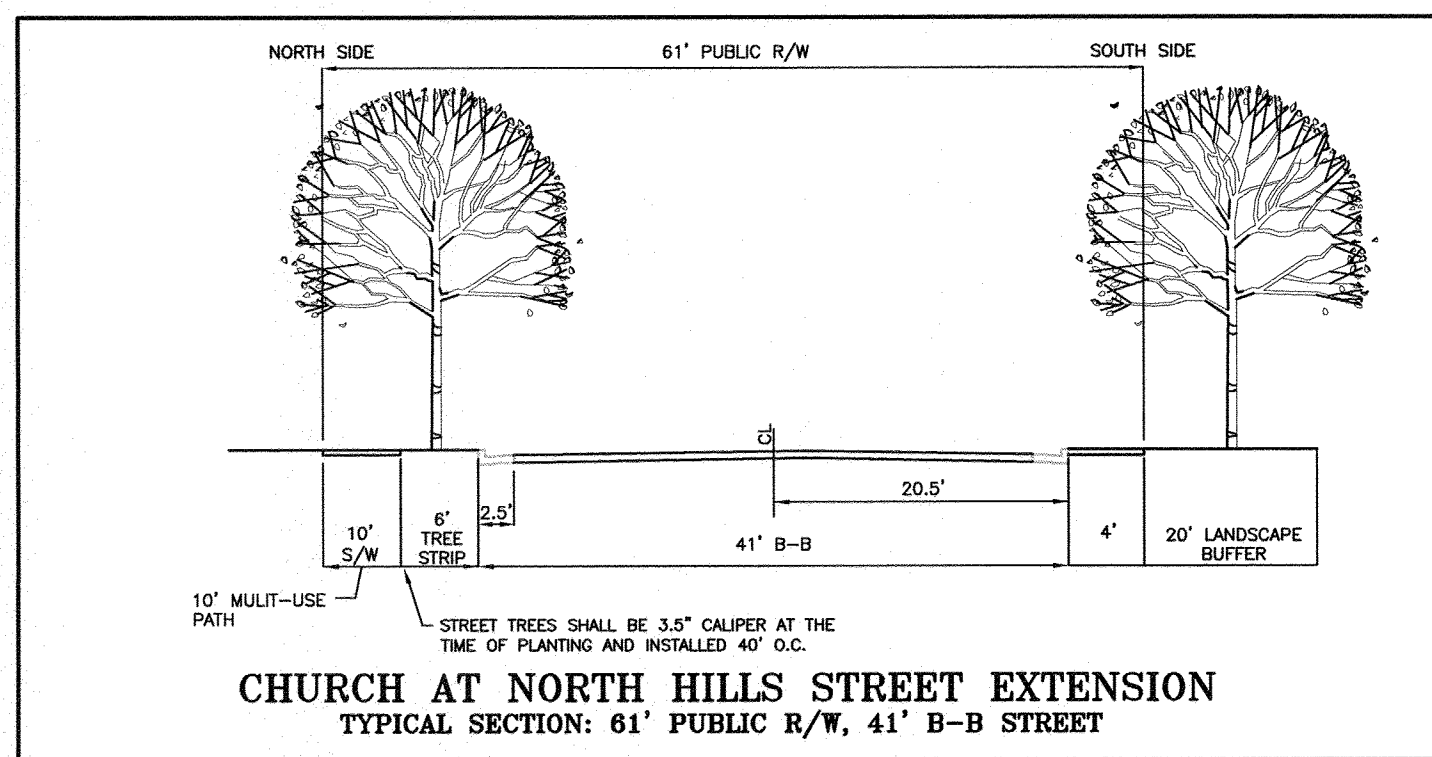 NORTH SIDE
61' PUBLIC R/W
SOUTH SIDE
CL
20.5'
2.5'
10'
S/W
6'
TREE
STRIP
41' B-B
4'
20' LANDSCAPE
BUFFER
10' MULIT-USE
PATH
STREET TREES SHALL BE 3.5" CALIPER AT THE
TIME OF PLANTING AND INSTALLED 40' O.C.
CHURCH AT NORTH HILLS STREET EXTENSION
TYPICAL SECTION: 61' PUBLIC R/W, 41' B-B STREET